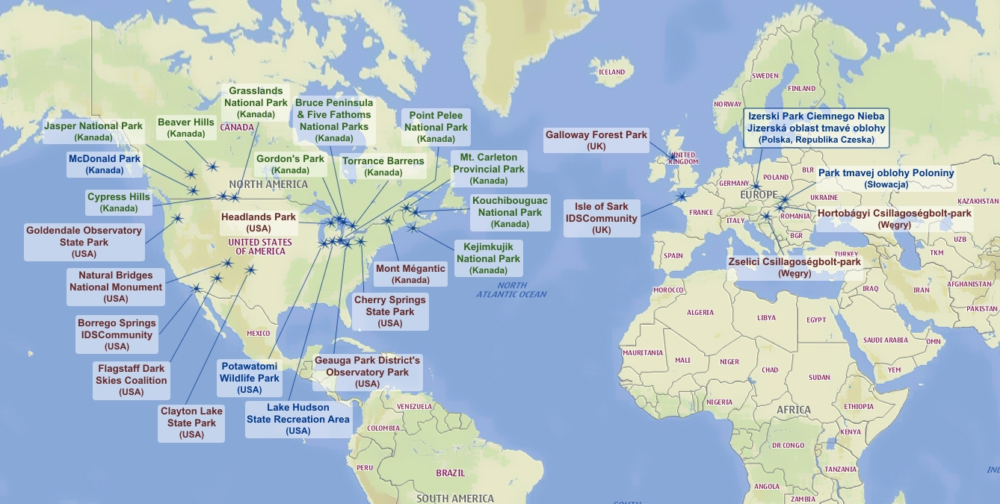 ICELAND
SWEDEN
FINLAND
NORWAY
Grasslands
National Park
(Kanada)
Bruce Peninsula
& Five Fathoms
National Parks
(Kanada)
Point Pelee
National Park
(Kanada)
Jasper National Park
(Kanada)
Beaver Hills
(Kanada)
CANADA
McDonald Park
(Kanada)
Gordon's Park
(Kanada)
Torrance Barrens
(Kanada)
Mt. Carleton
Provincial Park
(Kanada)
NORTH AMERICA
Cypress Hills
(Kanada)
Kouchibouguac
National Park
(Kanada)
Headlands Park
(USA)
Goldendale Observatory
State Park
(USA)
UNITED STATES
OF AMERICA
Kejimkujik
National Park
(Kanada)
Mont Mégantic
(Kanada)
Natural Bridges
National Monument
(USA)
Cherry Springs
State Park
(USA)
NORTH
ATLANTIC OCEAN
Borrego Springs
IDSCommunity
(USA)
MEXICO
Flagstaff Dark
Skies Coalition
(USA)
Potawatomi
Wildlife Park
(USA)
Geauga Park District's
Observatory Park
(USA)
Clayton Lake
State Park
(USA)
Lake Hudson
State Recreation Area
(USA)
VENEZUELA
COLOMBIA
PERU
BRAZIL
SOUTH AMERICA
Izerski Park Ciemnego Nieba
Jizerská oblast tmavé oblohy
(Polska, Republika Czeska)
Galloway Forest Park
(UK)
UNITED
KINGDOM
Park tmavej oblohy Poloniny
(Słowacja)
GERMANY
POLAND
BLR
EUROPE
UKRAINE
KAZAKHSTAN
Isle of Sark
IDSCommunity
(UK)
FRANCE
ITALY
ROMANIA
Hortobágyi Csillagoségbolt-park
(Węgry)
BGR
UZB
SPAIN
TURKEY
TKM
Zselici Csillagoségbolt-park
(Węgry)
MOROCCO
IRAQ
IRAN
AFGHANISTAN
PAKISTAN
ALGERIA
LIBYA
EGYPT
SAUDI ARABIA
OMN
MAURITANIA
MALI
NIGER
CHAD
SUDAN
YEM
NIGERIA
AFRICA
ETHIOPIA
KENYA
DR CONGO
TANZANIA
ANGOLA
ZAMBIA